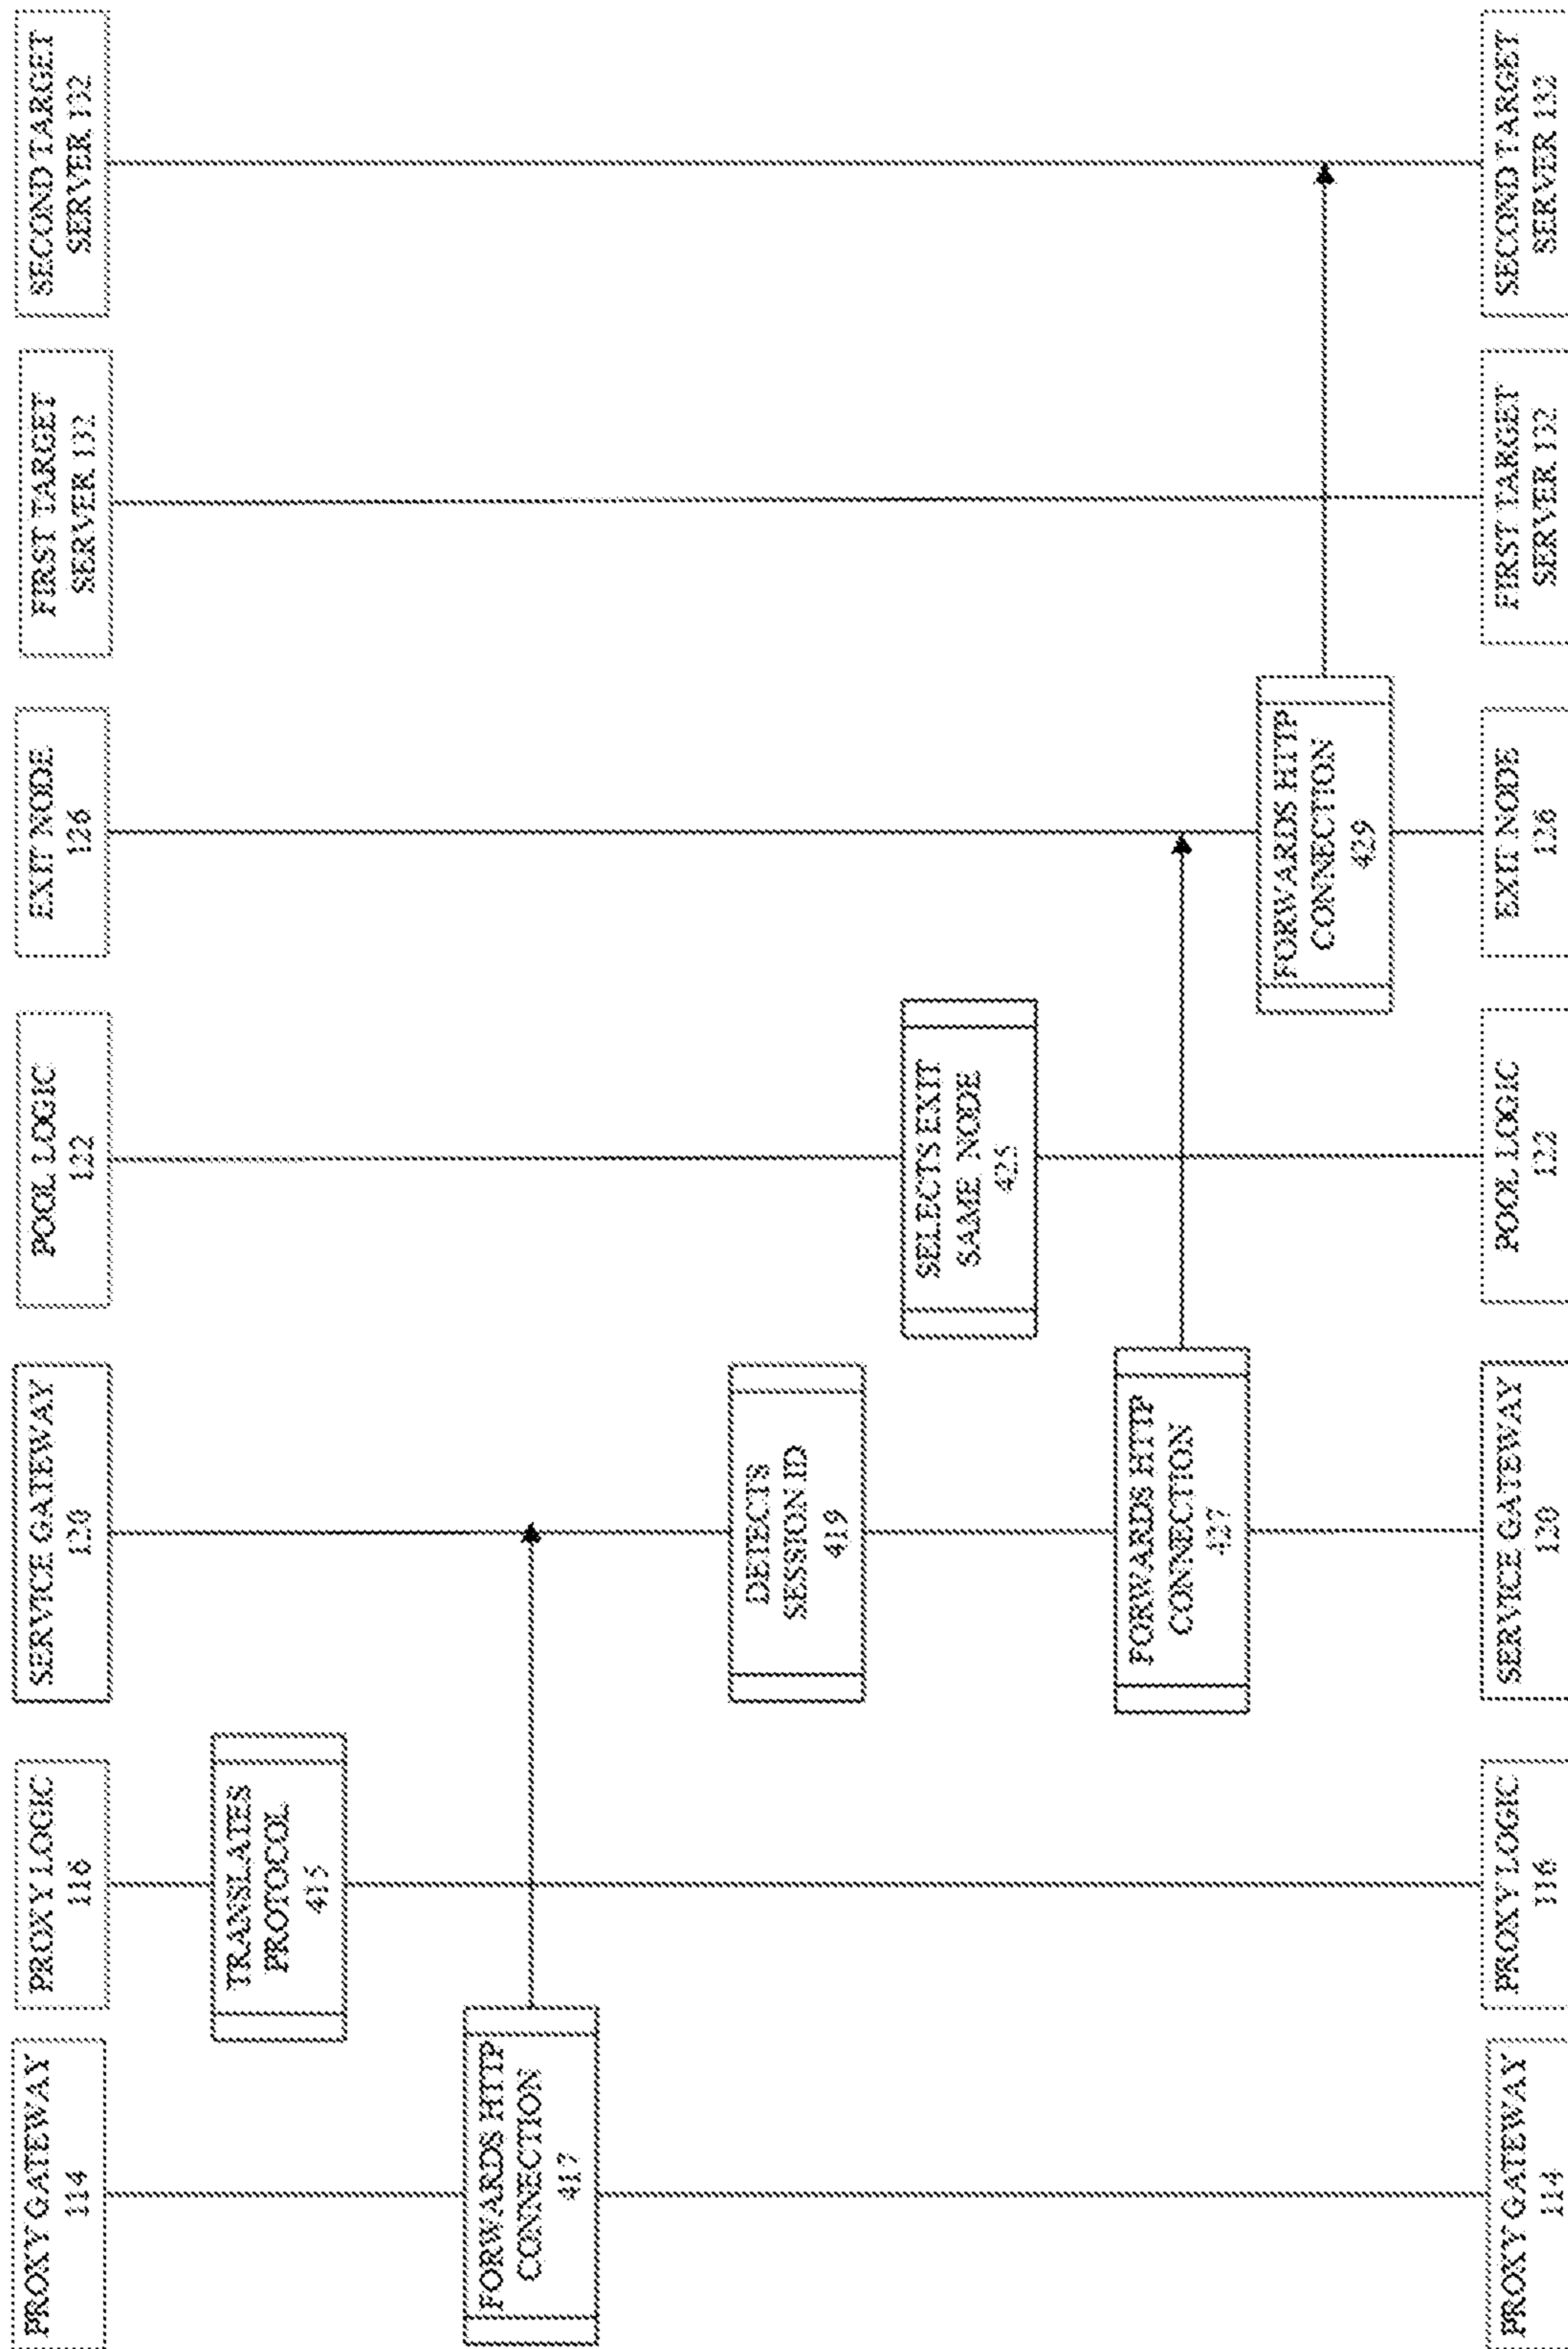 PROXY GATEWAY
114
PROXY LOGIC
116
SERVICE GATEWAY
120
POOL LOGIC
122
EXIT NODE
126
FIRST TARGET
SERVER 132
SECOND TARGET
SERVER 132
TRANSLATES
PROTOCOL
415
FORWARDS HTTP
CONNECTION
417
DETECTS
SESSION ID
419
SELECTS EXIT
SAME NODE
425
FORWARDS HTTP
CONNECTION
427
FORWARDS HTTP
CONNECTION
429
PROXY GATEWAY
114
PROXY LOGIC
116
SERVICE GATEWAY
120
POOL LOGIC
122
EXIT NODE
126
FIRST TARGET
SERVER 132
SECOND TARGET
SERVER 132